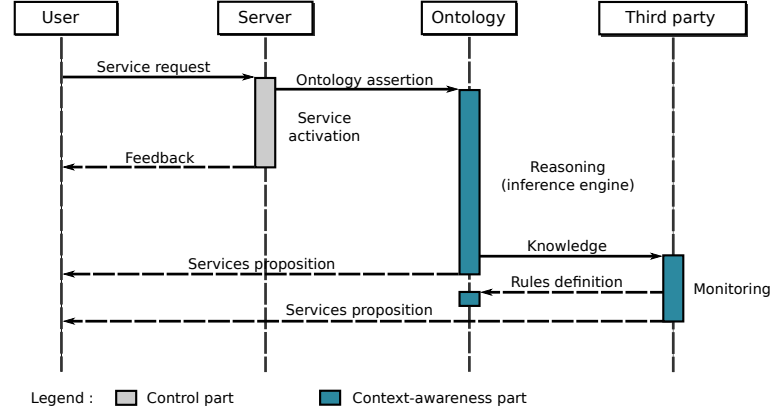 User
Server
Ontology
Third party
Service request
Ontology assertion
Service
activation
Feedback
Reasoning
(inference engine)
Knowledge
Services proposition
Rules definition
Monitoring
Services proposition
Legend :
Control part
Context-awareness part